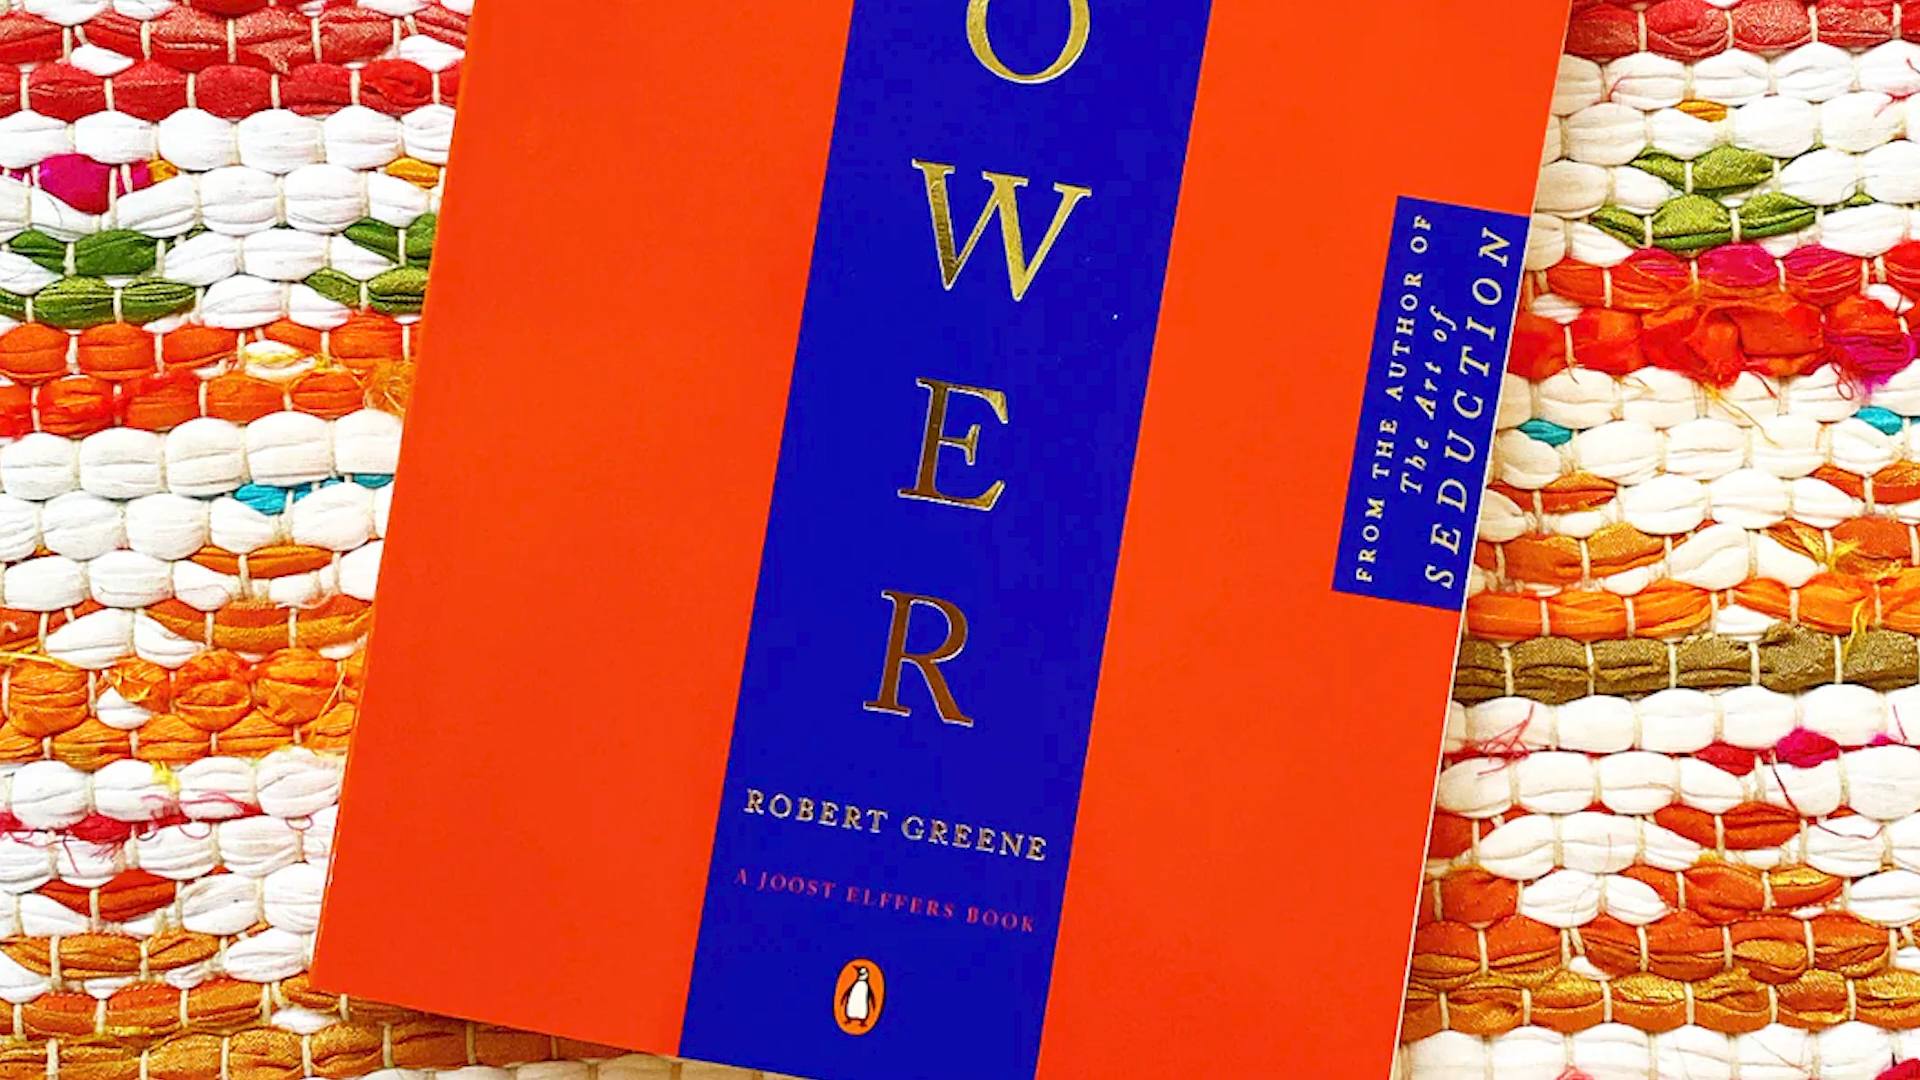 O
W
E
R
ROBERT GREENE
A JOOST ELFFERS BOOK
FROM THE AUTHOR OF
The Art of
SEDUCTION